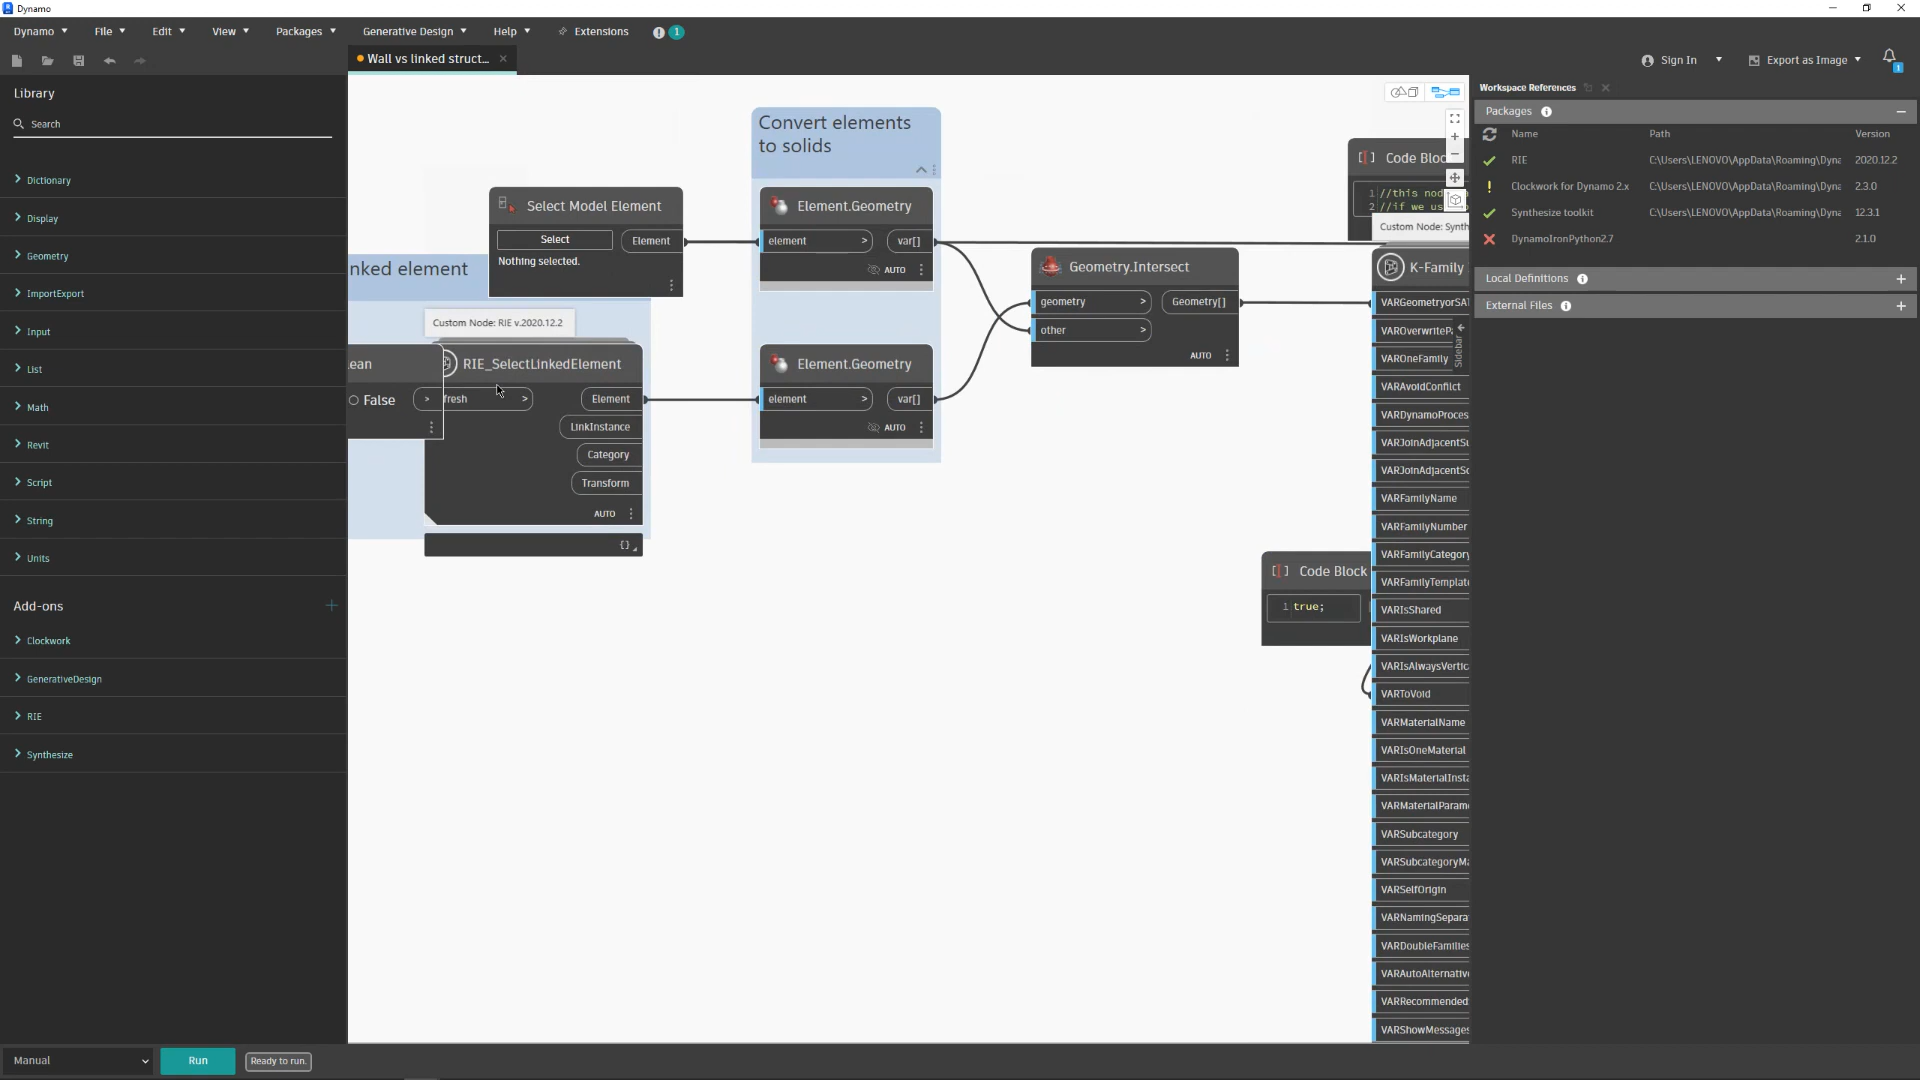 Dynamo
Dynamo File Edit View Packages Generative Design Help Extensions 1
Wall vs linked struct...
Sign In Export as Image 1
Library
Search
Dictionary
Display
Geometry
ImportExport
Input
List
Math
Revit
Script
String
Units
Add-ons
Clockwork
GenerativeDesign
RIE
Synthesize
nked element
Select Model Element
Select Element
Nothing selected.
Custom Node: RIE v.2020.12.2
lean
False >
RIE_SelectLinkedElement
fresh > Element
LinkInstance
Category
Transform
AUTO
{}
Convert elements
to solids
Element.Geometry
element > var[]
AUTO
Element.Geometry
element > var[]
AUTO
Geometry.Intersect
geometry > Geometry[]
other >
AUTO
Code Bloc
1 //this nod
2 //if we us
Custom Node: Synth
K-Family
VARGeometryorSA
VAROverwritePa
VAROneFamily
VARAvoidConflict
VARDynamoProces
VARJoinAdjacentSu
VARJoinAdjacentSo
VARFamilyName
VARFamilyNumber
VARFamilyCategory
VARFamilyTemplate
VARIsShared
VARIsWorkplane
VARIsAlwaysVertic
VARToVoid
VARMaterialName
VARIsOneMaterial
VARIsMaterialInsta
VARMaterialParam
VARSubcategory
VARSubcategoryMa
VARSelfOrigin
VARNamingSepara
VARDoubleFamilies
VARAutoAlternativ
VARRecommended
VARShowMessages
Code Block
1 true;
Sidebar
Workspace References
Packages
Name Path Version
RIE C:\Users\LENOVO\AppData\Roaming\Dyna 2020.12.2
Clockwork for Dynamo 2.x C:\Users\LENOVO\AppData\Roaming\Dyna 2.3.0
Synthesize toolkit C:\Users\LENOVO\AppData\Roaming\Dyna 12.3.1
DynamoIronPython2.7 2.1.0
Local Definitions
External Files
Manual Run Ready to run.